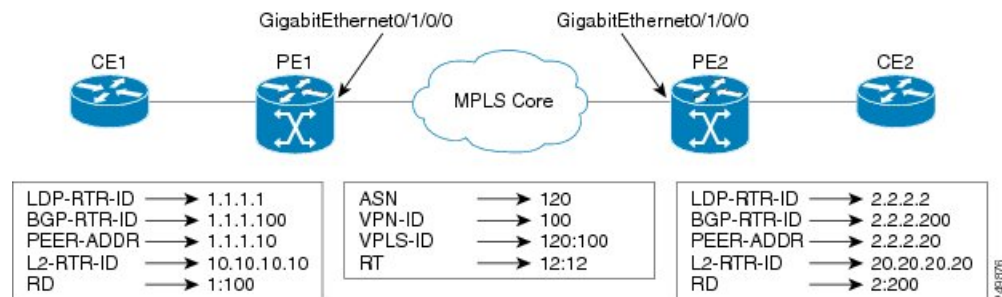 GigabitEthernet0/1/0/0
GigabitEthernet0/1/0/0
CE1
PE1
MPLS Core
PE2
CE2
LDP-RTR-ID 1.1.1.1
BGP-RTR-ID 1.1.1.100
PEER-ADDR 1.1.1.10
L2-RTR-ID 10.10.10.10
RD 1:100
ASN 120
VPN-ID 100
VPLS-ID 120:100
RT 12:12
LDP-RTR-ID 2.2.2.2
BGP-RTR-ID 2.2.2.200
PEER-ADDR 2.2.2.20
L2-RTR-ID 20.20.20.20
RD 2:200